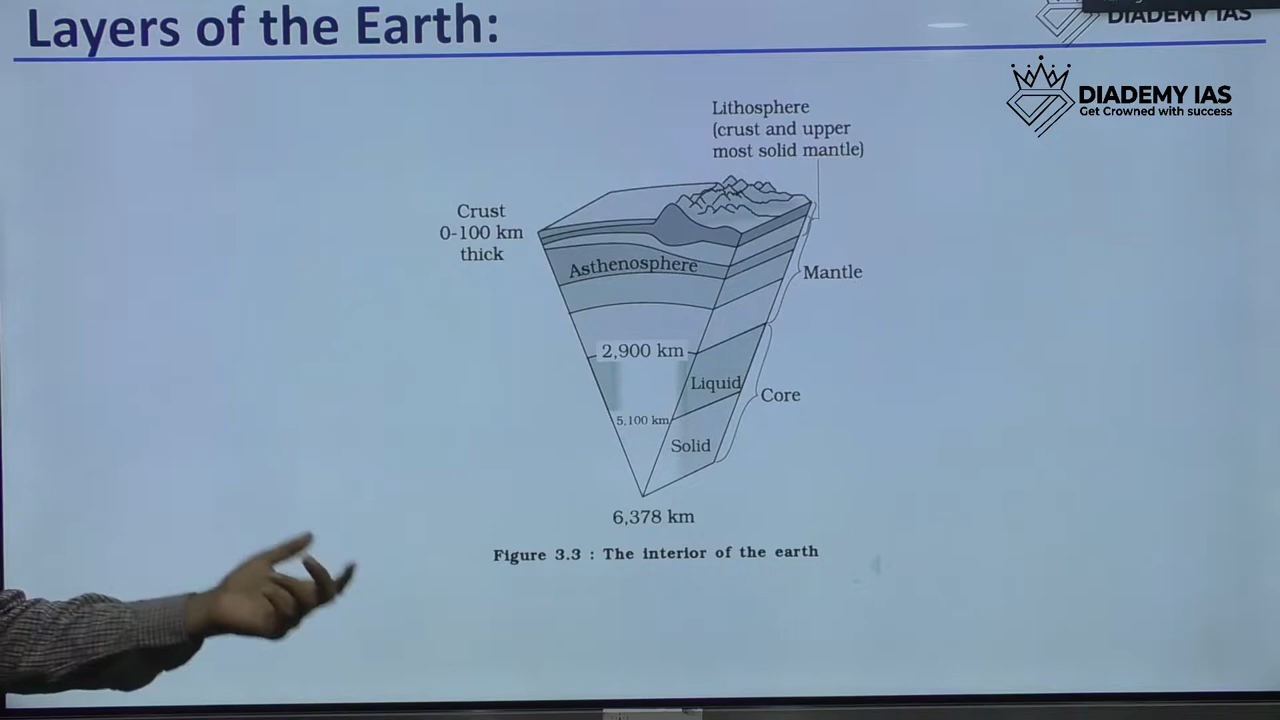 Layers of the Earth:
DIADEMY IAS
DIADEMY IAS
Get Crowned with success
Lithosphere
(crust and upper
most solid mantle)
Crust
0-100 km
thick
Asthenosphere
Mantle
2,900 km
Liquid
Core
5,100 km
Solid
6,378 km
Figure 3.3 : The interior of the earth